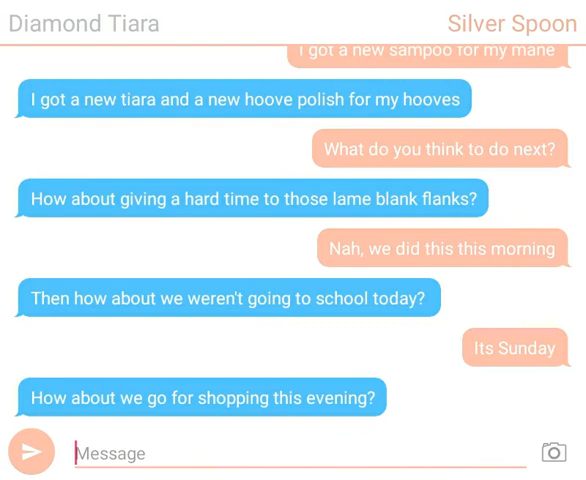 Diamond Tiara
Silver Spoon
I got a new sampoo for my mane
I got a new tiara and a new hoove polish for my hooves
What do you think to do next?
How about giving a hard time to those lame blank flanks?
Nah, we did this this morning
Then how about we weren't going to school today?
Its Sunday
How about we go for shopping this evening?
Message